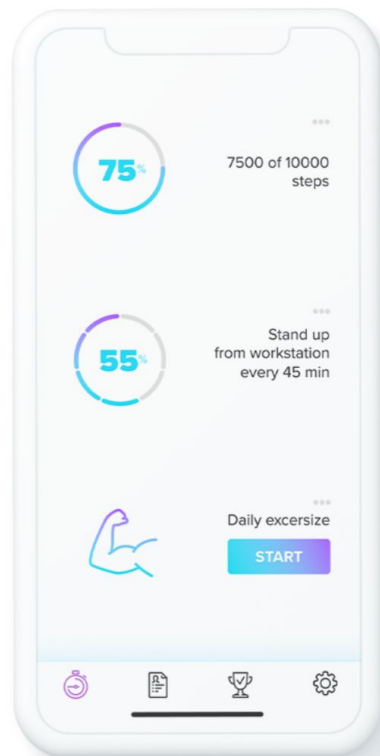 75%
7500 of 10000
steps
55%
Stand up
from workstation
every 45 min
Daily excersize
START